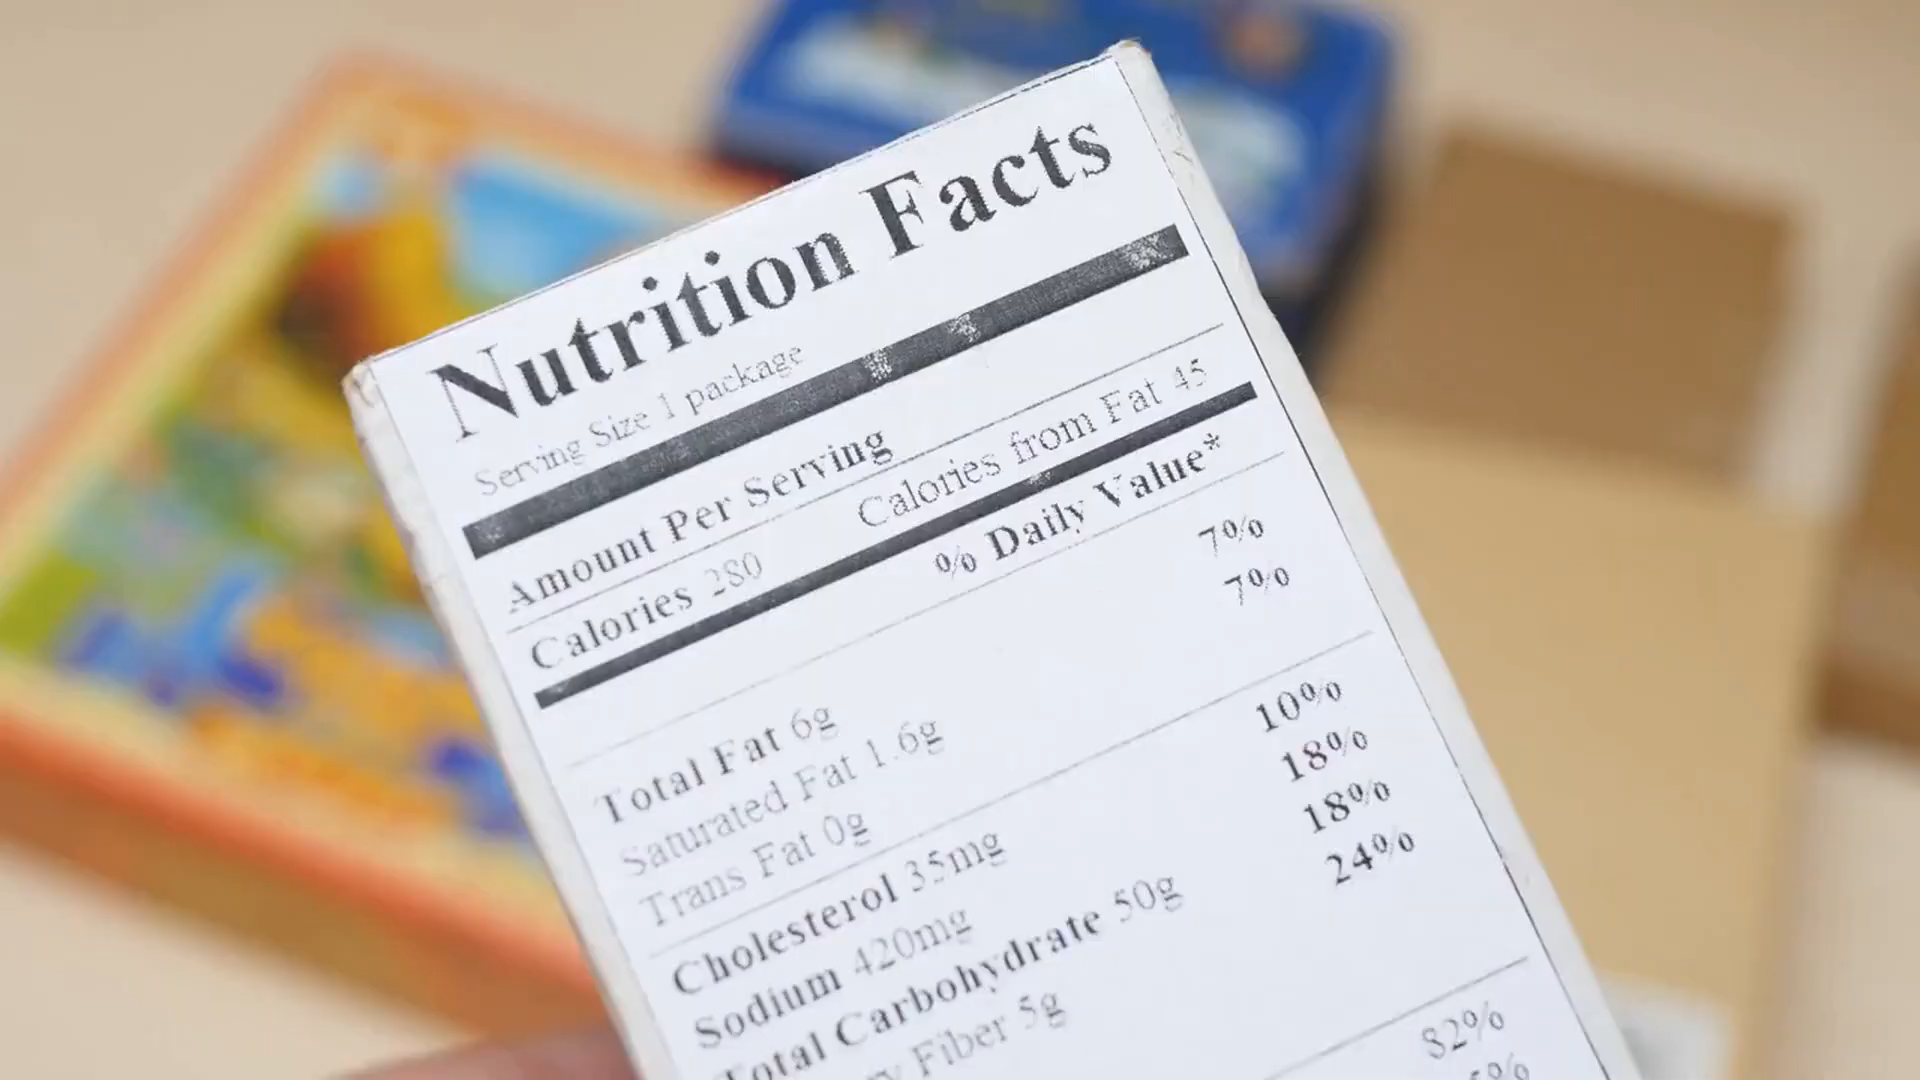 Nutrition Facts
Serving Size 1 package
Amount Per Serving
Calories 280 Calories from Fat 45
% Daily Value*
Total Fat 6g 7%
Saturated Fat 1.6g 7%
Trans Fat 0g
Cholesterol 35mg 10%
Sodium 420mg 18%
Total Carbohydrate 50g 18%
Fiber 5g 24%
82%